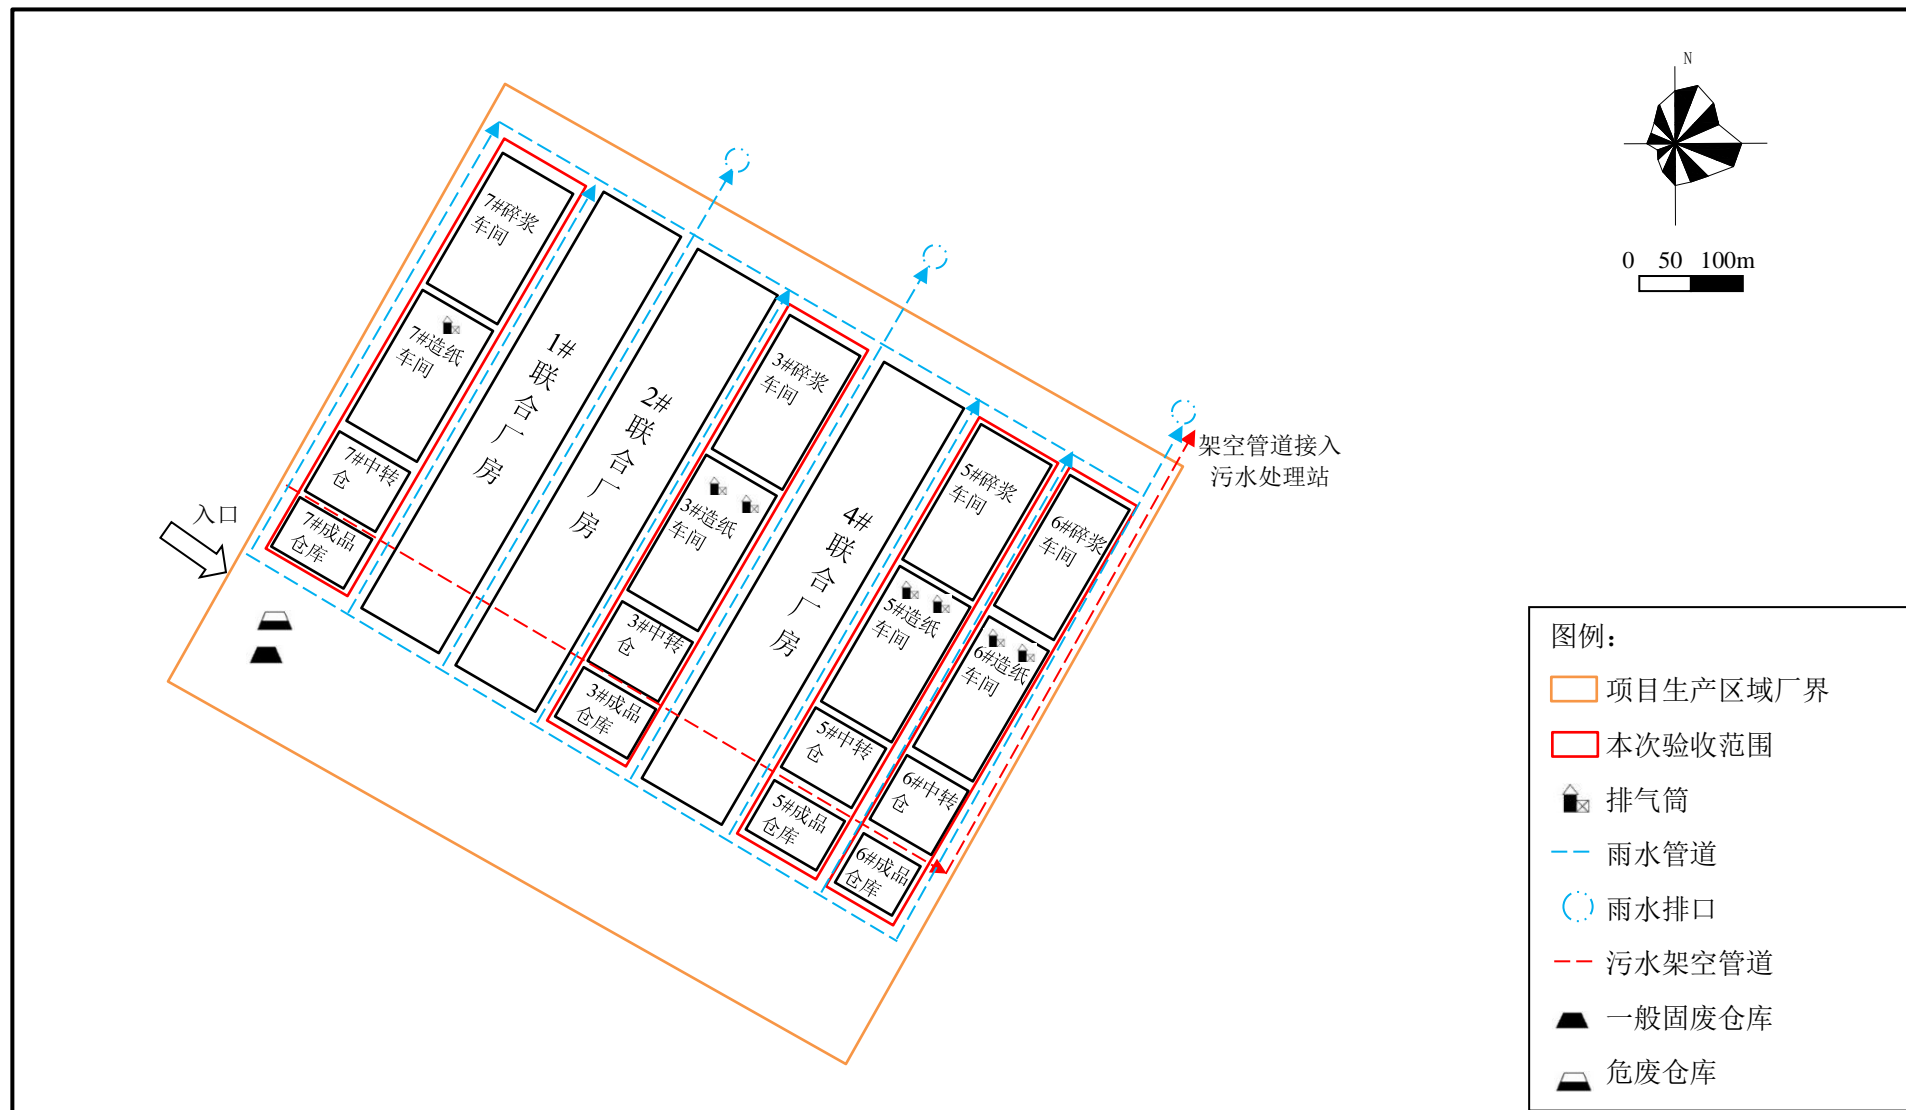 N
0 50 100m
7#碎浆
车间
7#造纸
车间
7#中转
仓
7#成品
仓库
入口
1#
联
合
厂
房
2#
联
合
厂
房
3#碎浆
车间
3#造纸
车间
3#中转
仓
3#成品
仓库
4#
联
合
厂
房
5#碎浆
车间
5#造纸
车间
5#中转
仓
5#成品
仓库
6#碎浆
车间
6#造纸
车间
6#中转
仓
6#成品
仓库
架空管道接入
污水处理站
图例：
项目生产区域厂界
本次验收范围
排气筒
雨水管道
雨水排口
污水架空管道
一般固废仓库
危废仓库